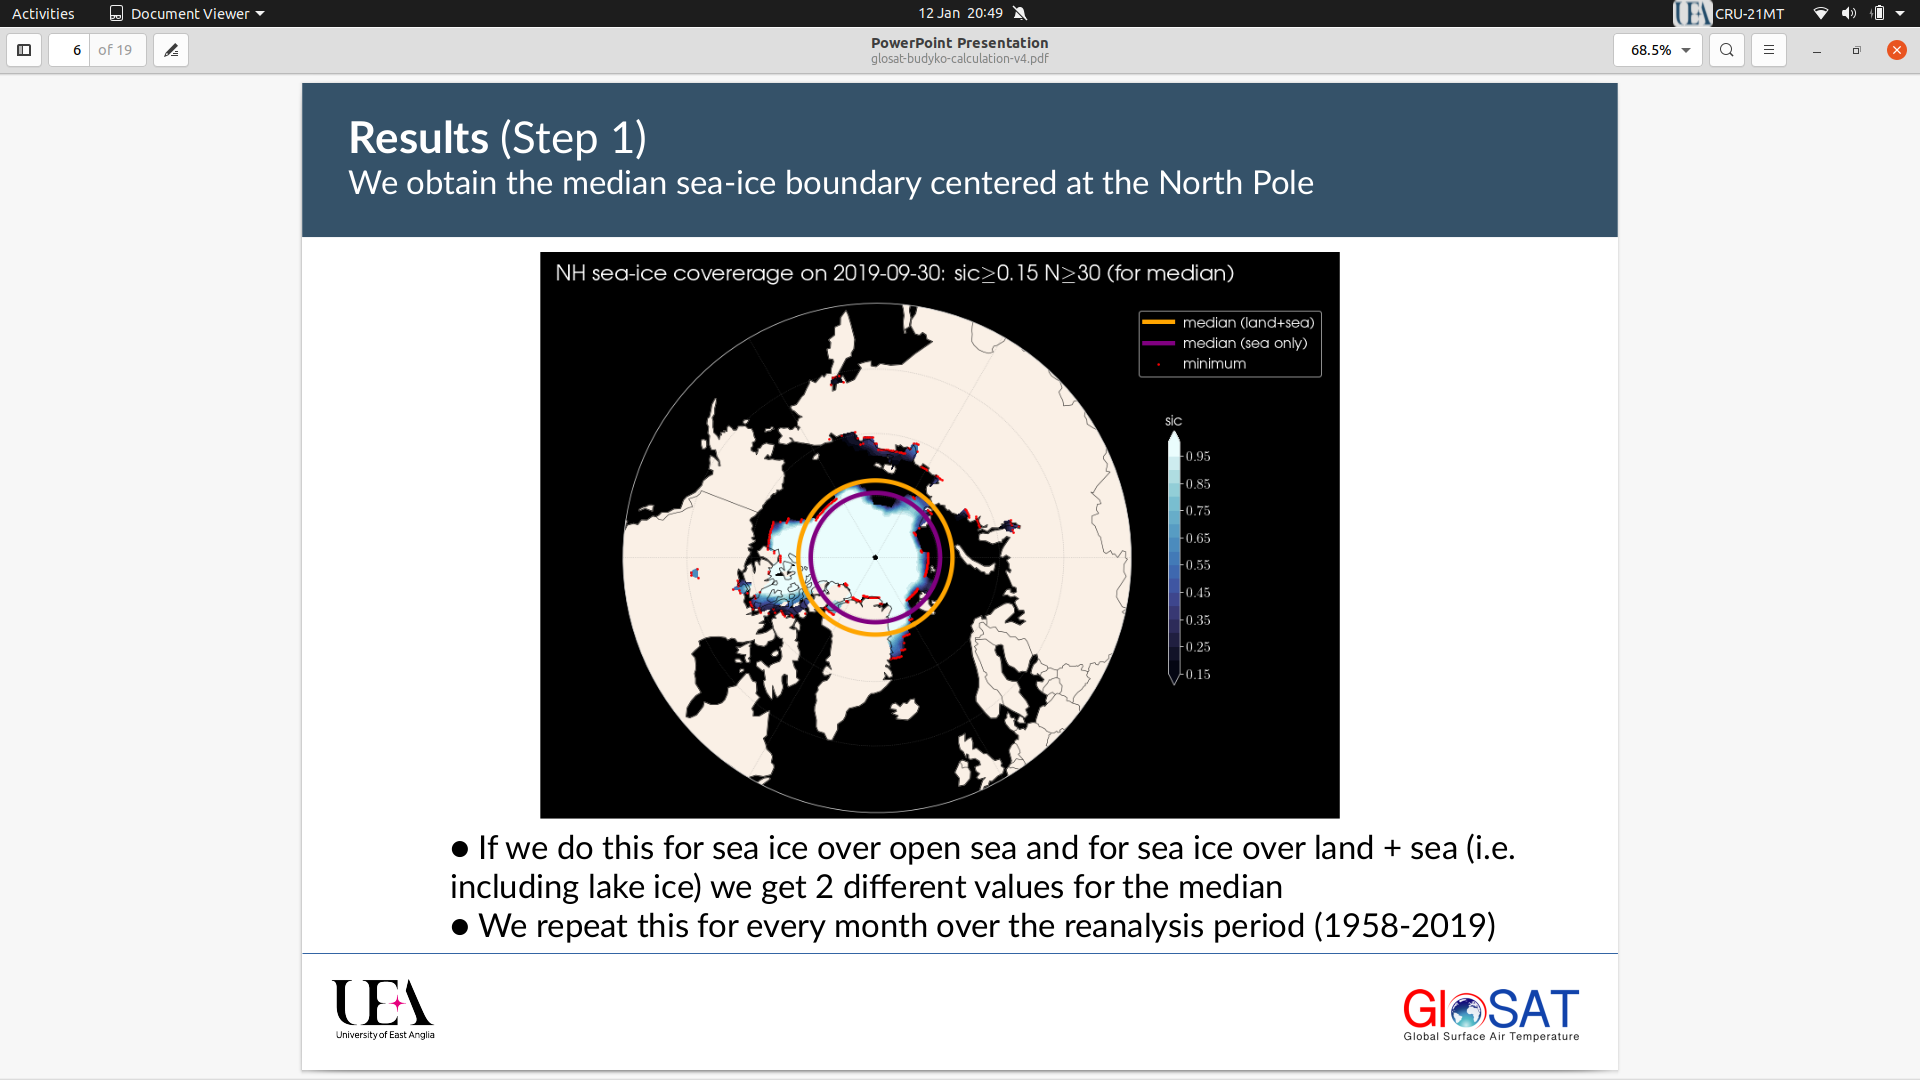 Activities
Document Viewer
12 Jan 20:49
UEA CRU-21MT
6 of 19
PowerPoint Presentation
glosat-budyko-calculation-v4.pdf
68.5%
Results (Step 1)
We obtain the median sea-ice boundary centered at the North Pole
NH sea-ice covererage on 2019-09-30: sic≥0.15 N≥30 (for median)
median (land+sea)
median (sea only)
minimum
sic
0.95
0.85
0.75
0.65
0.55
0.45
0.35
0.25
0.15
● If we do this for sea ice over open sea and for sea ice over land + sea (i.e.
including lake ice) we get 2 different values for the median
● We repeat this for every month over the reanalysis period (1958-2019)
UEA
University of East Anglia
GloSAT
Global Surface Air Temperature